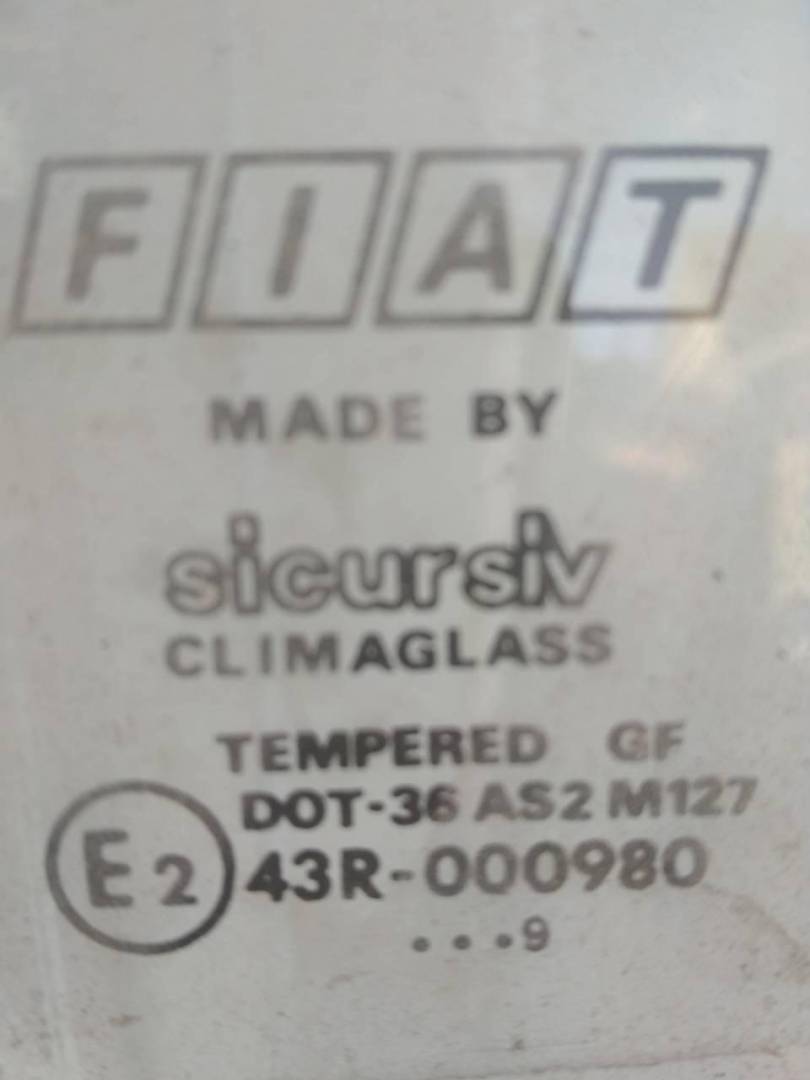 FIAT
MADE BY
sicursiv
CLIMAGLASS
TEMPERED GF
DOT-36 AS2 M127
E2 43R-000980
...9